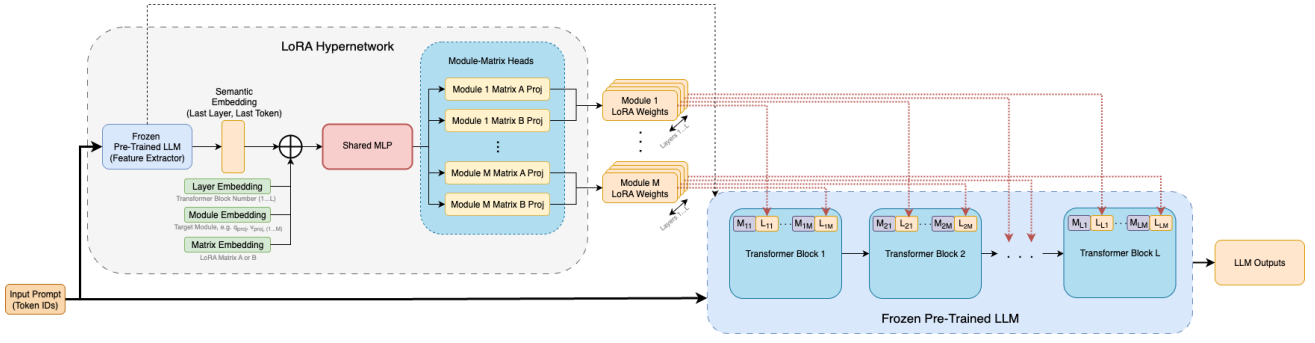 LoRA Hypernetwork
Semantic
Embedding
(Last Layer, Last Token)
Frozen
Pre-Trained LLM
(Feature Extractor)
Layer Embedding
Transformer Block Number (1...L)
Module Embedding
Target Module, e.g. qproj, vproj, (1...M)
Matrix Embedding
LoRA Matrix A or B
Shared MLP
Module-Matrix Heads
Module 1 Matrix A Proj
Module 1 Matrix B Proj
...
Module M Matrix A Proj
Module M Matrix B Proj
Module 1
LoRA Weights
Layers 1...L
...
Module M
LoRA Weights
Layers 1...L
Input Prompt
(Token IDs)
M11 L11 ... M1M L1M
Transformer Block 1
M21 L21 ... M2M L2M
Transformer Block 2
. . .
ML1 LL1 ... MLM LLM
Transformer Block L
Frozen Pre-Trained LLM
LLM Outputs